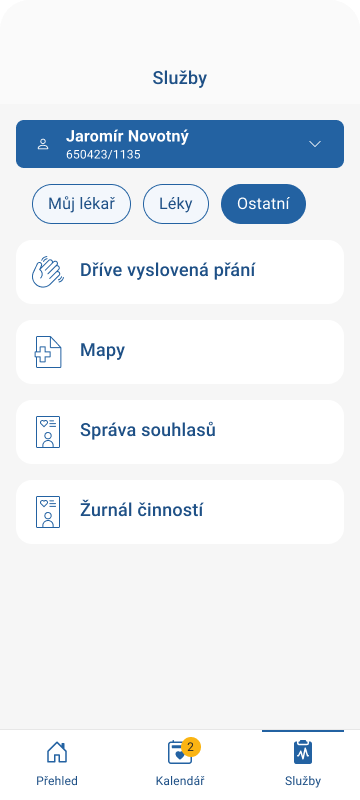 Služby
Jaromír Novotný
650423/1135
Můj lékař
Léky
Ostatní
Dříve vyslovená přání
Mapy
Správa souhlasů
Žurnál činností
2
Přehled
Kalendář
Služby